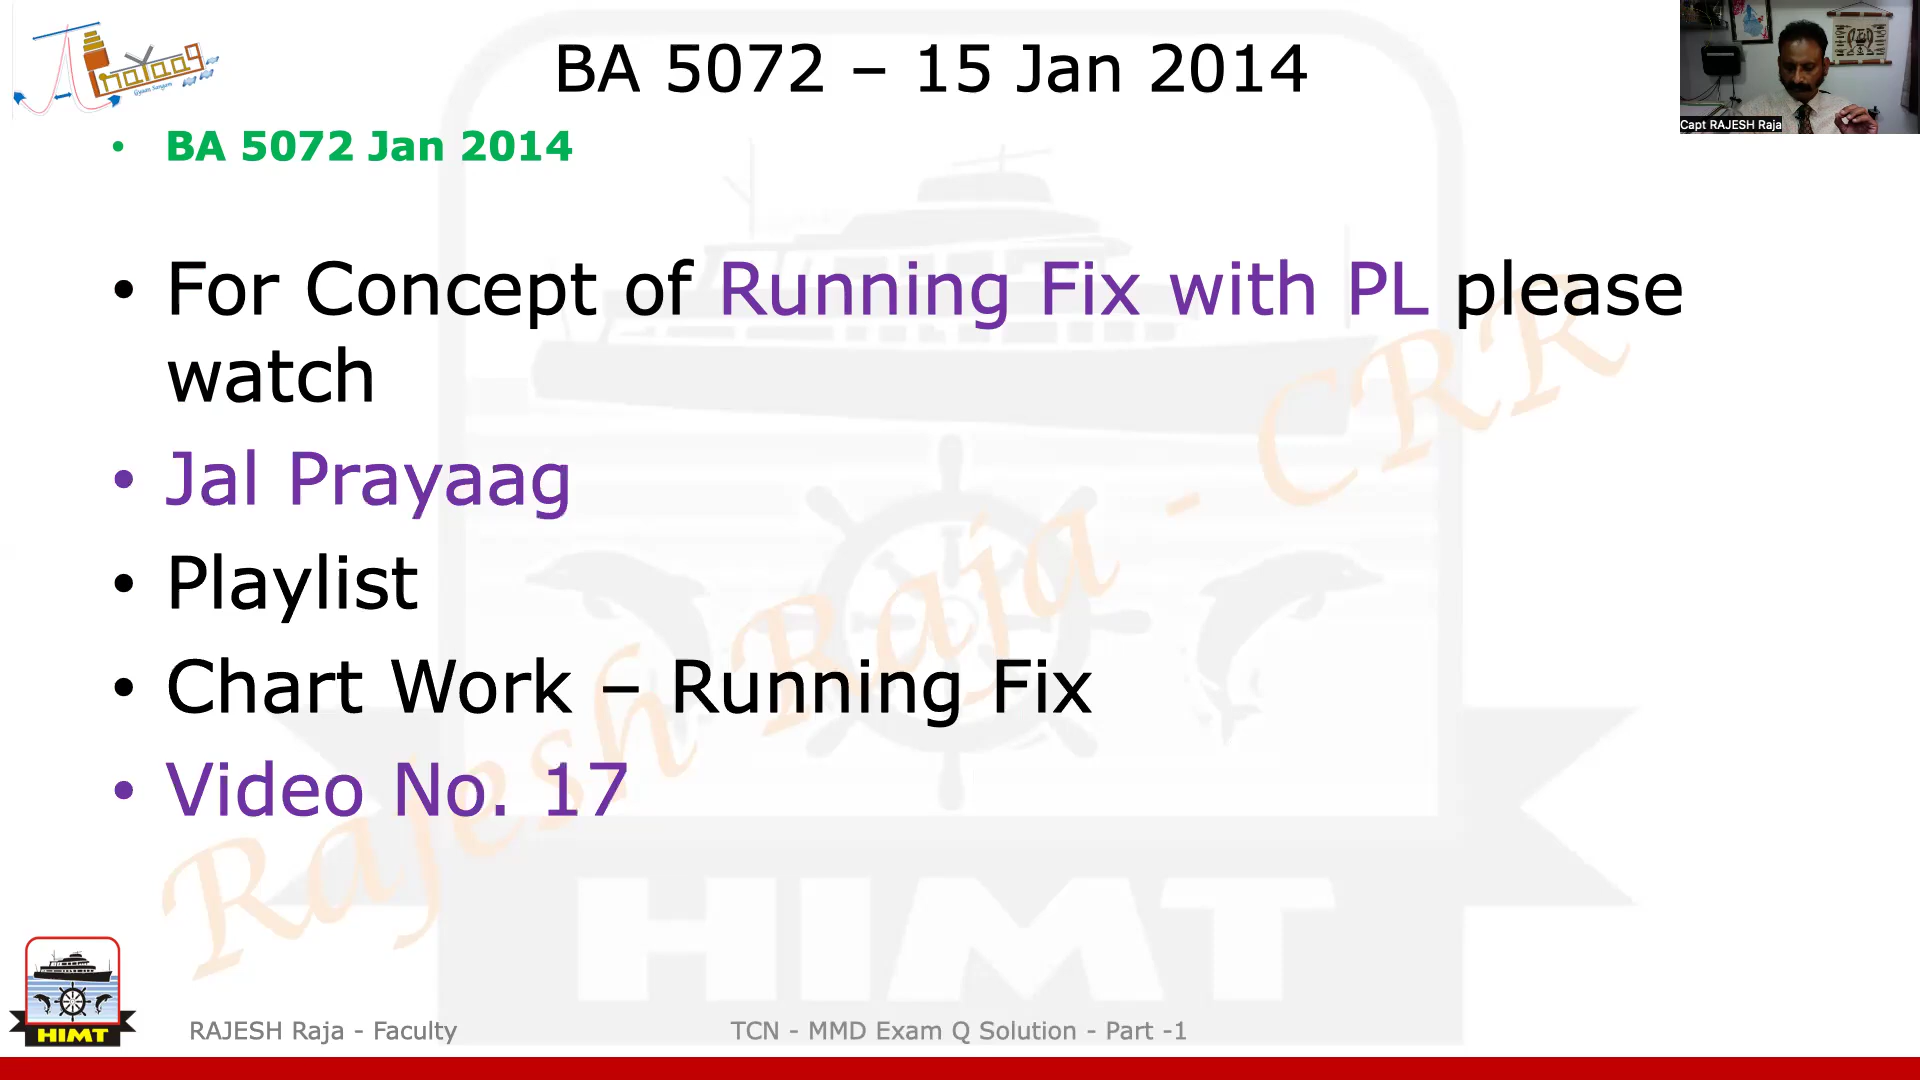 BA 5072 – 15 Jan 2014
Capt RAJESH Raja
• BA 5072 Jan 2014
• For Concept of Running Fix with PL please
watch
• Jal Prayaag
• Playlist
• Chart Work – Running Fix
• Video No. 17
Rajesh Raja - CRR
HIMT
HIMT
RAJESH Raja - Faculty
TCN - MMD Exam Q Solution - Part -1